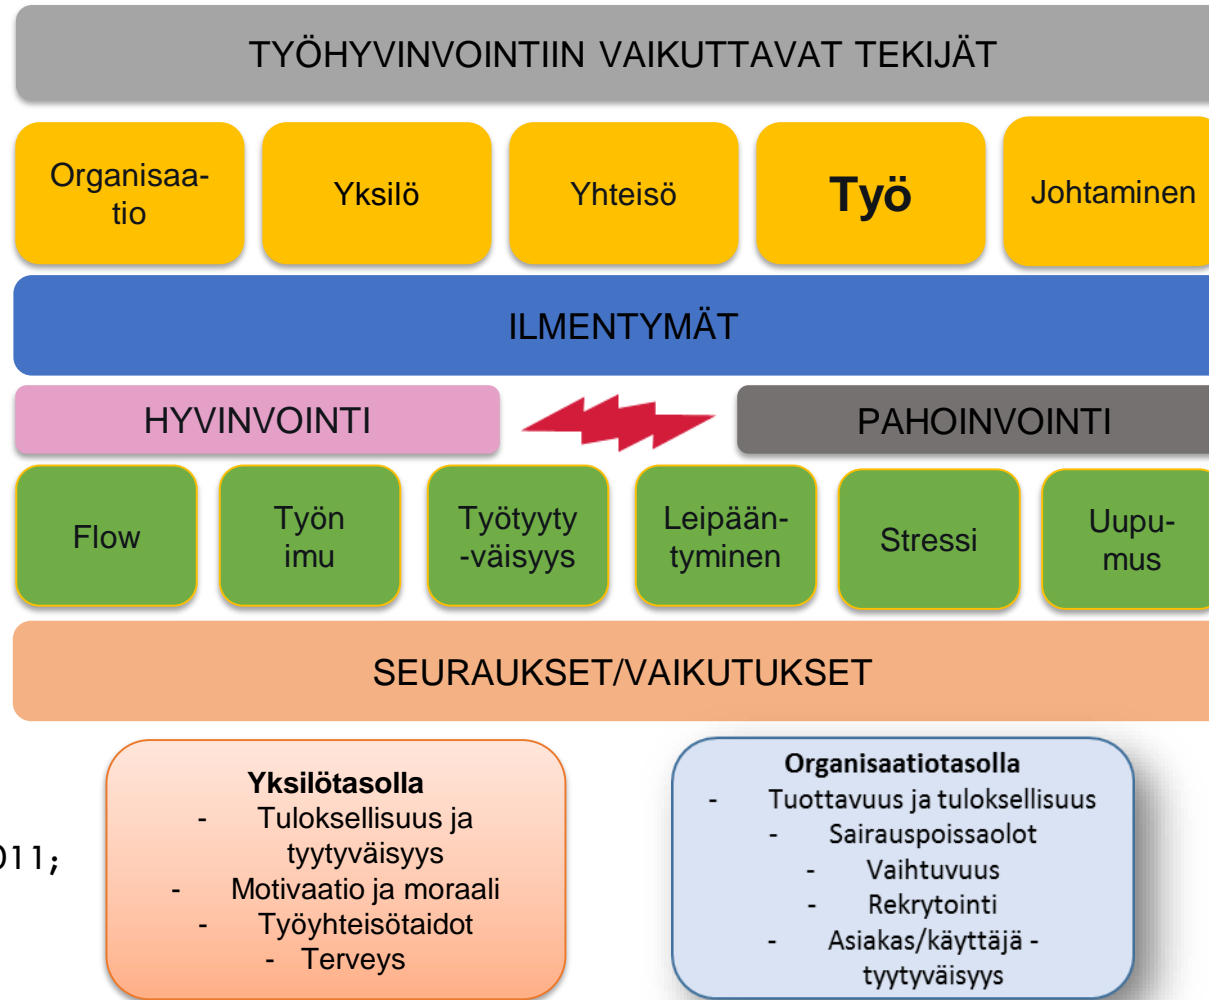 TYÖHYVINVOINTIIN VAIKUTTAVAT TEKIJÄT
Organisaa-
tio
Yksilö
Yhteisö
Työ
Johtaminen
ILMENTYMÄT
HYVINVOINTI
PAHOINVOINTI
Flow
Työn
imu
Työtyyty
-väisyys
Leipään-
tyminen
Stressi
Uupu-
mus
SEURAUKSET/VAIKUTUKSET
Yksilötasolla
- Tuloksellisuus ja
tyytyväisyys
- Motivaatio ja moraali
- Työyhteisötaidot
- Terveys
Organisaatiotasolla
- Tuottavuus ja tuloksellisuus
- Sairauspoissaolot
- Vaihtuvuus
- Rekrytointi
- Asiakas/käyttäjä -
tyytyväisyys
011;